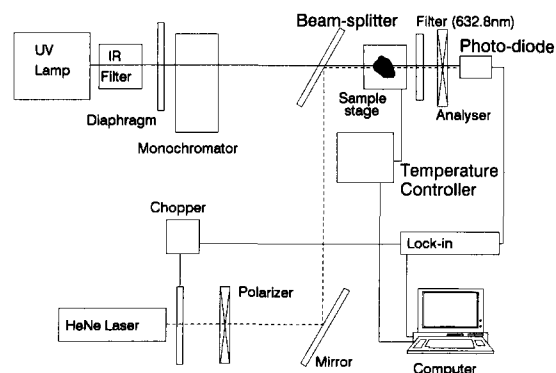 UV
Lamp
IR
Filter
Diaphragm
Monochromator
Beam-splitter
Filter (632.8nm)
Photo-diode
Sample
stage
Analyser
Temperature
Controller
Chopper
Lock-in
Polarizer
HeNe Laser
Mirror
Computer